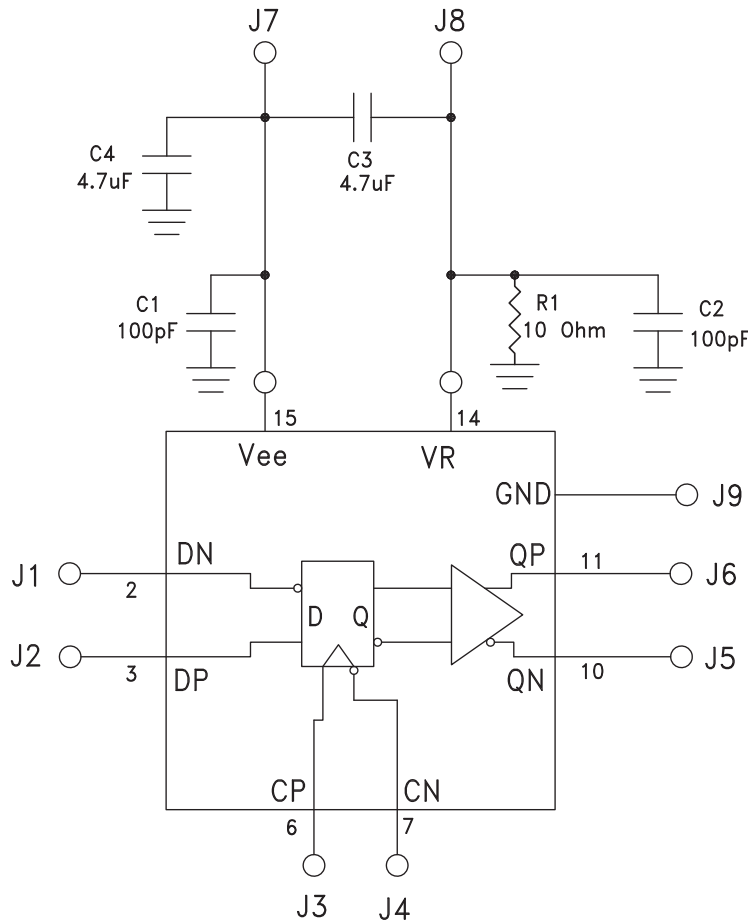 J7
J8
C4
4.7uF
C3
4.7uF
C1
100pF
R1
10 Ohm
C2
100pF
15
14
Vee
VR
GND
J9
DN
QP
11
J1
2
J6
D
Q
J2
3
DP
QN
10
J5
CP
CN
6
7
J3
J4